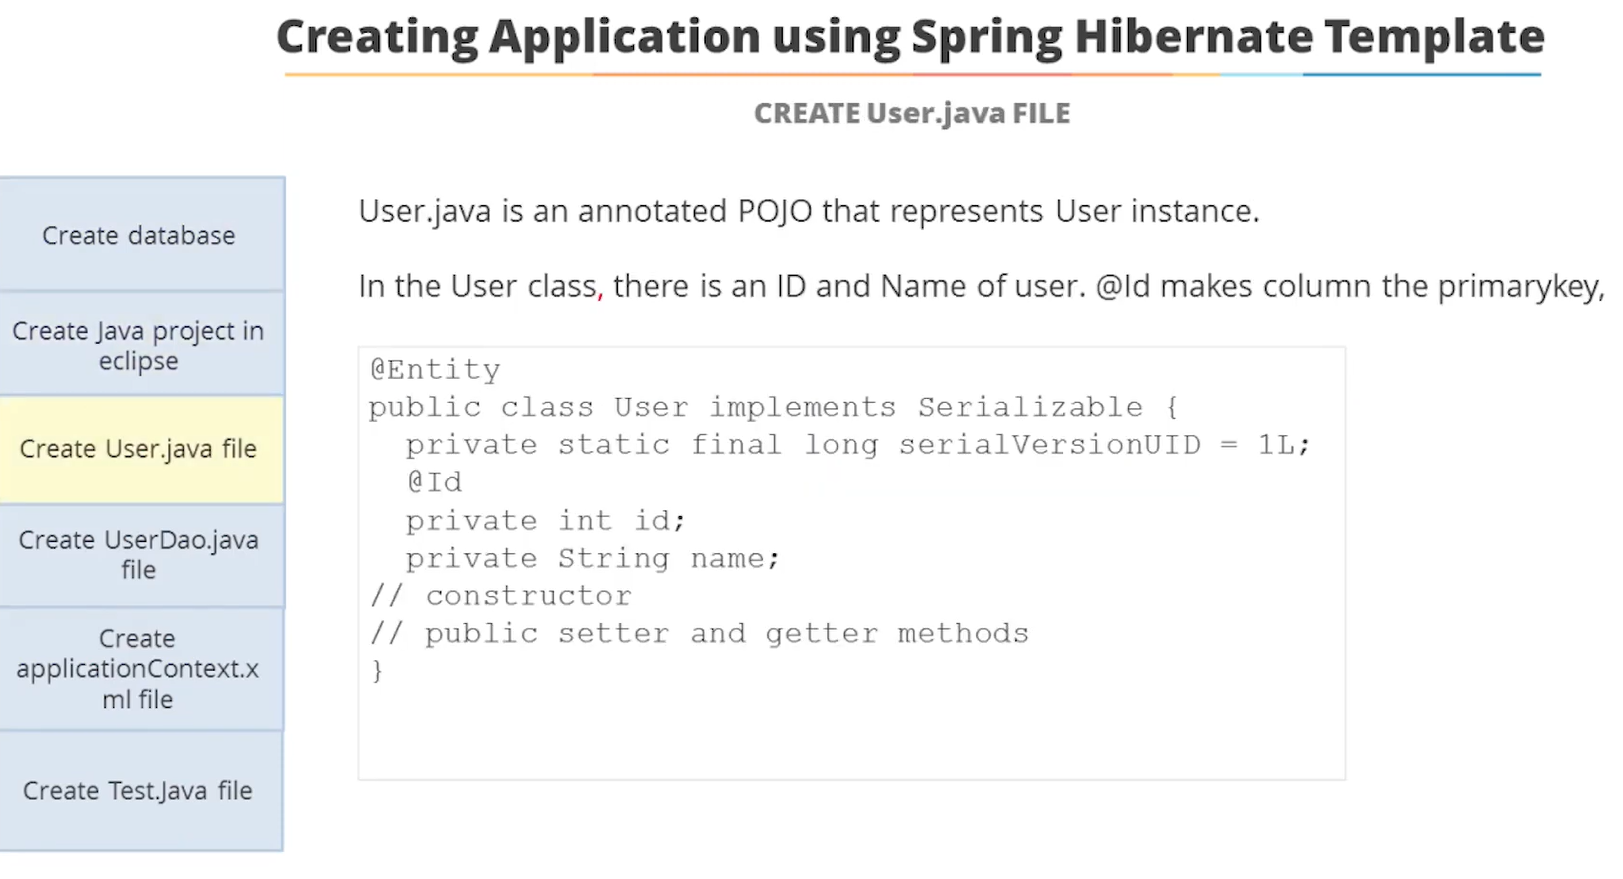 Creating Application using Spring Hibernate Template
CREATE User.java FILE
Create database
Create Java project in
eclipse
Create User.java file
Create UserDao.java
file
Create
applicationContext.x
ml file
Create Test.Java file
User.java is an annotated POJO that represents User instance.
In the User class, there is an ID and Name of user. @Id makes column the primarykey,
@Entity
public class User implements Serializable {
private static final long serialVersionUID = 1L;
@Id
private int id;
private String name;
// constructor
// public setter and getter methods
}